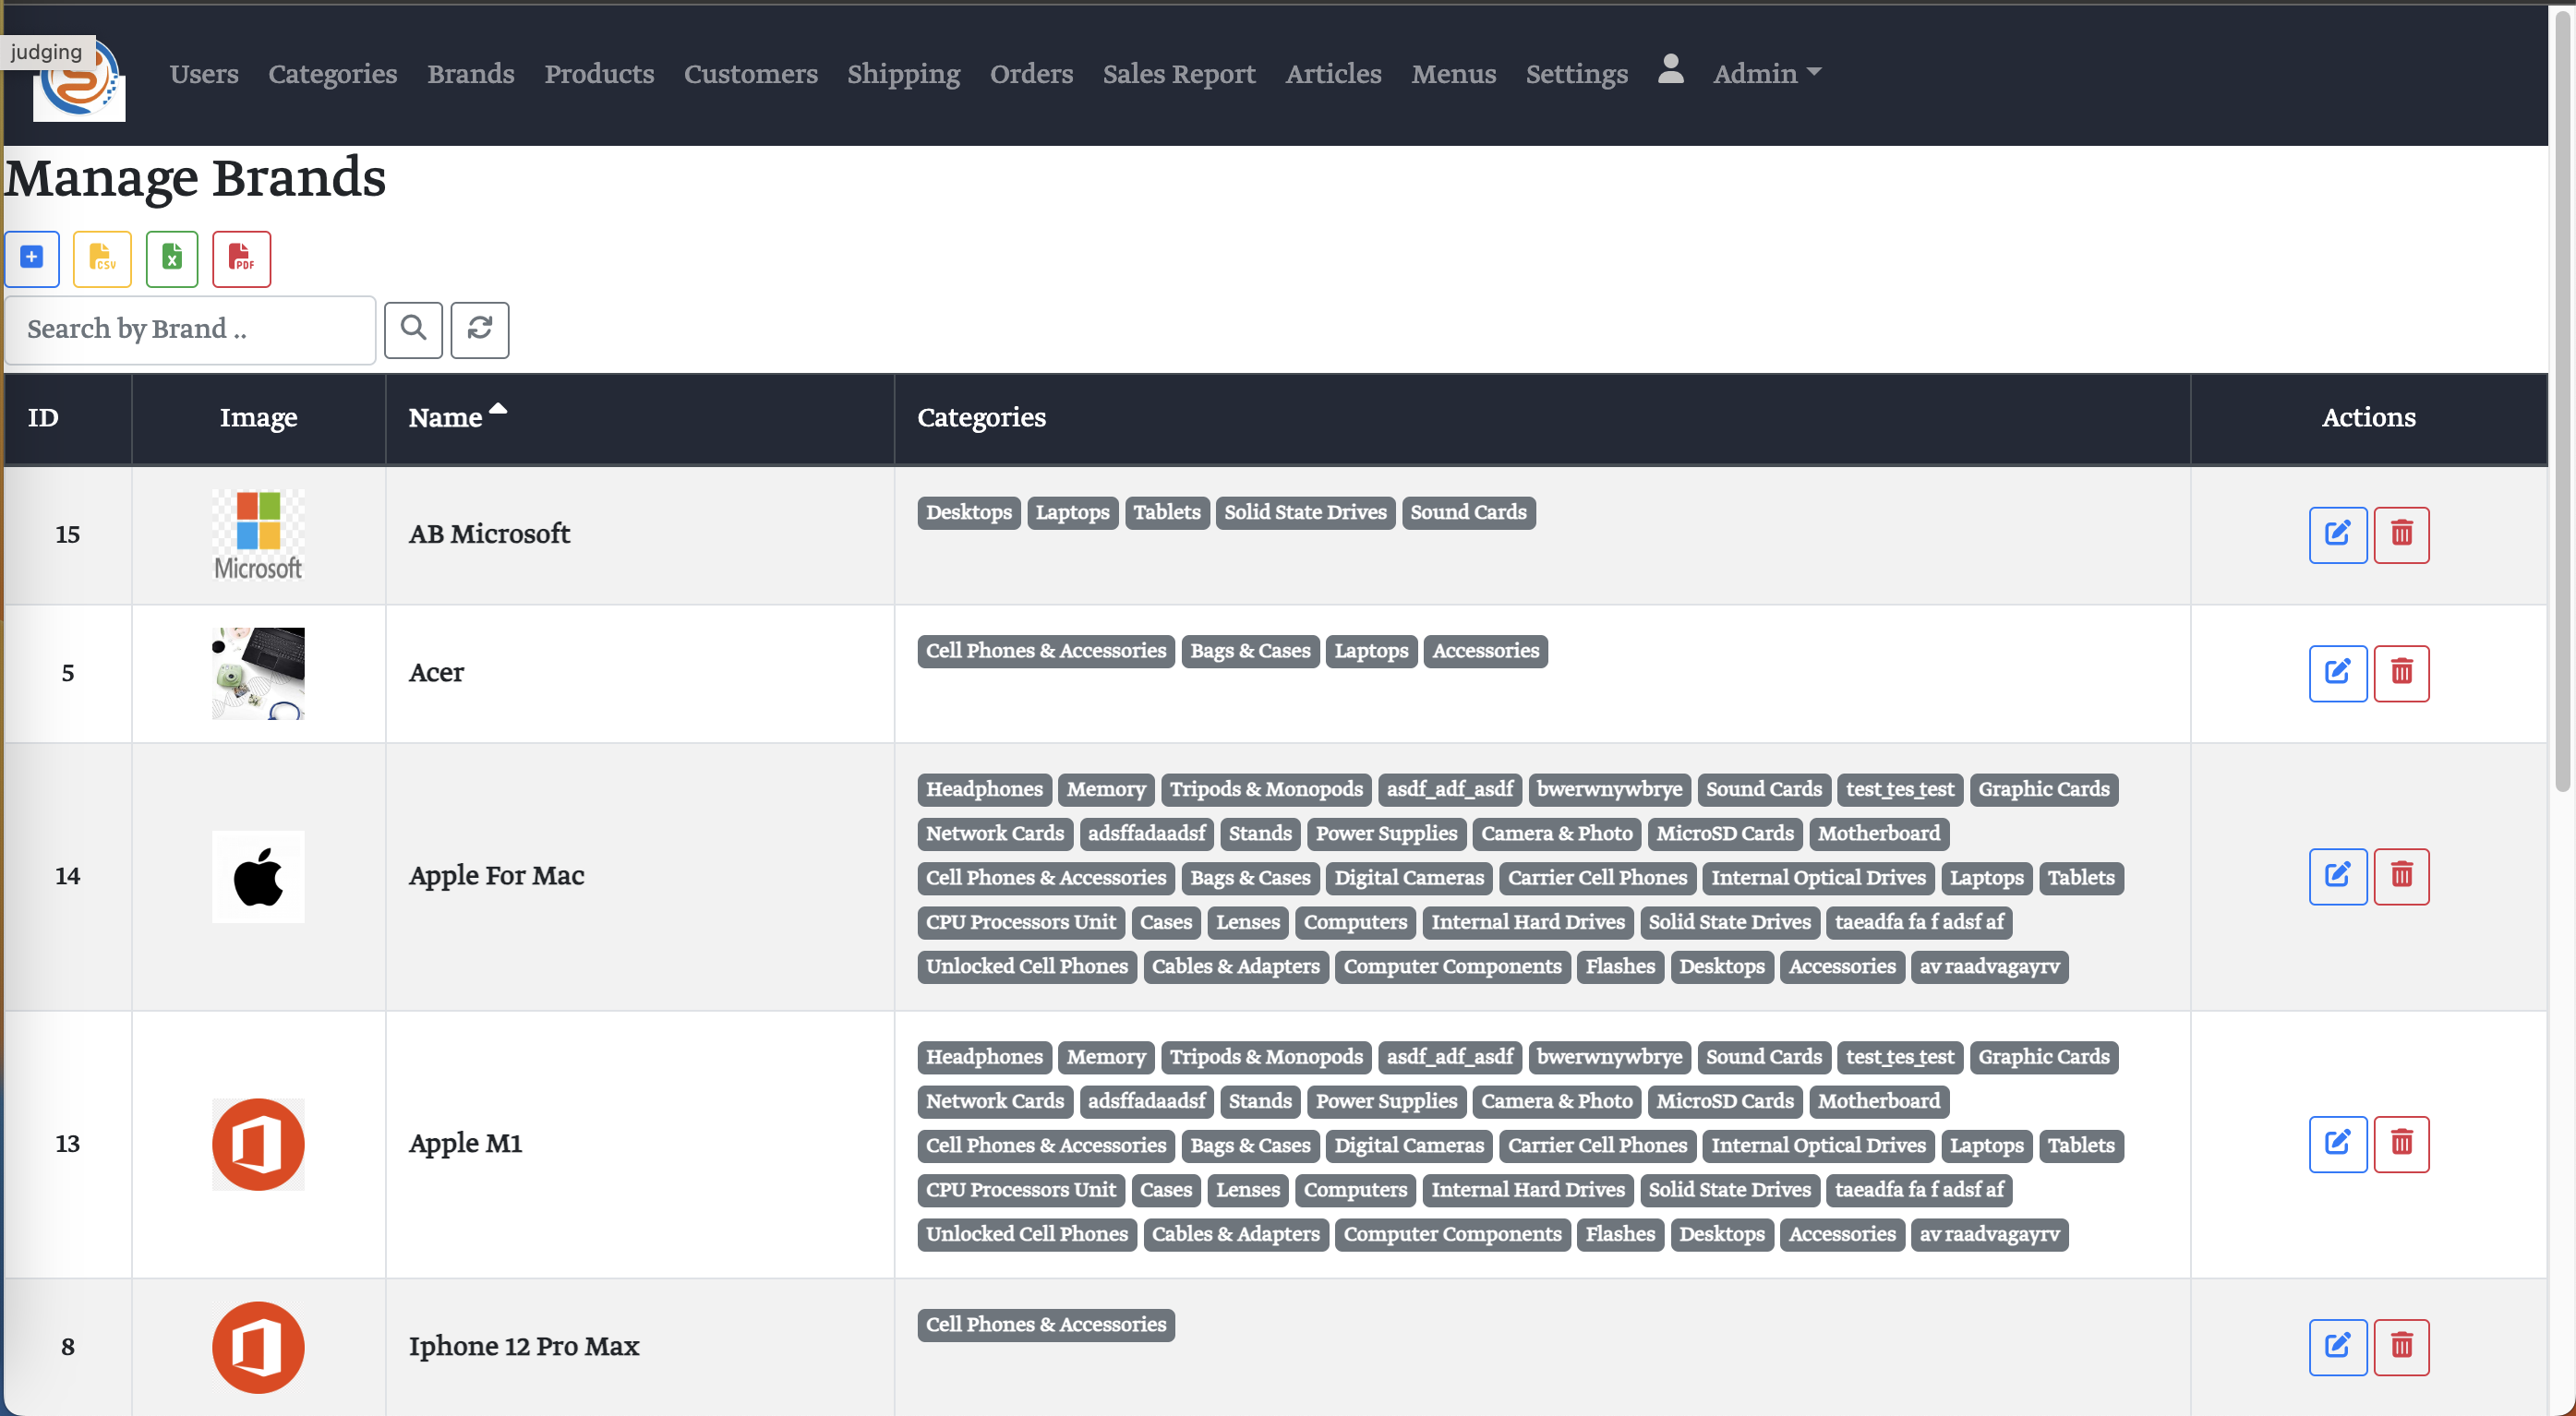 judging
Users Categories Brands Products Customers Shipping Orders Sales Report Articles Menus Settings Admin
Manage Brands
CSV X PDF
Search by Brand ..
ID Image Name Categories Actions
15 Microsoft AB Microsoft Desktops Laptops Tablets Solid State Drives Sound Cards
5 Acer Cell Phones & Accessories Bags & Cases Laptops Accessories
14 Apple For Mac Headphones Memory Tripods & Monopods asdf_adf_asdf bwerwnywbrye Sound Cards test_tes_test Graphic Cards
Network Cards adsffadaadsf Stands Power Supplies Camera & Photo MicroSD Cards Motherboard
Cell Phones & Accessories Bags & Cases Digital Cameras Carrier Cell Phones Internal Optical Drives Laptops Tablets
CPU Processors Unit Cases Lenses Computers Internal Hard Drives Solid State Drives taeadfa fa f adsf af
Unlocked Cell Phones Cables & Adapters Computer Components Flashes Desktops Accessories av raadvagayrv
13 Apple M1 Headphones Memory Tripods & Monopods asdf_adf_asdf bwerwnywbrye Sound Cards test_tes_test Graphic Cards
Network Cards adsffadaadsf Stands Power Supplies Camera & Photo MicroSD Cards Motherboard
Cell Phones & Accessories Bags & Cases Digital Cameras Carrier Cell Phones Internal Optical Drives Laptops Tablets
CPU Processors Unit Cases Lenses Computers Internal Hard Drives Solid State Drives taeadfa fa f adsf af
Unlocked Cell Phones Cables & Adapters Computer Components Flashes Desktops Accessories av raadvagayrv
8 Iphone 12 Pro Max Cell Phones & Accessories